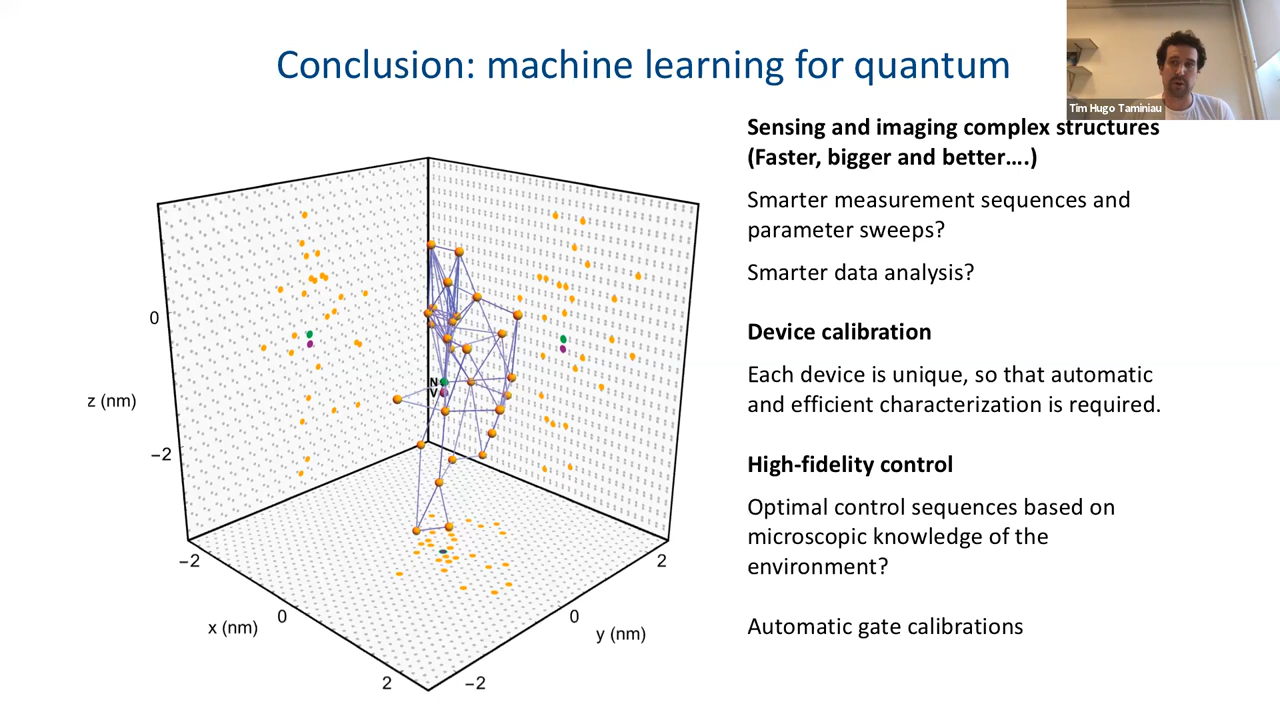 Conclusion: machine learning for quantum
Tim Hugo Taminiau
Sensing and imaging complex structures
(Faster, bigger and better....)
Smarter measurement sequences and
parameter sweeps?
Smarter data analysis?
Device calibration
Each device is unique, so that automatic
and efficient characterization is required.
High-fidelity control
Optimal control sequences based on
microscopic knowledge of the
environment?
Automatic gate calibrations
0
z (nm)
−2
N
V
−2
0
x (nm)
2
2
0
y (nm)
−2